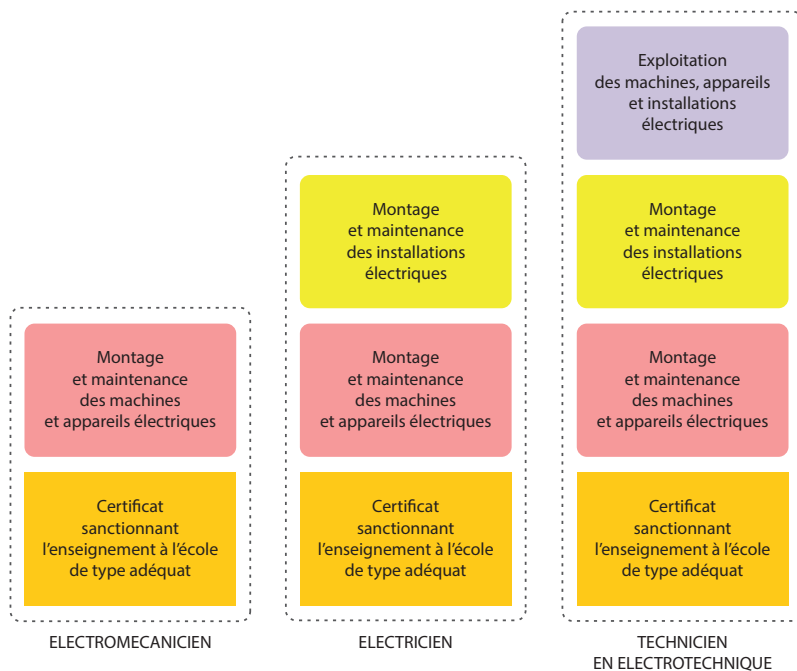 Exploitation
des machines, appareils
et installations
électriques
Montage
et maintenance
des installations
électriques
Montage
et maintenance
des installations
électriques
Montage
et maintenance
des machines
et appareils électriques
Montage
et maintenance
des machines
et appareils électriques
Montage
et maintenance
des machines
et appareils électriques
Certificat
sanctionnant
l'enseignement à l'école
de type adéquat
Certificat
sanctionnant
l'enseignement à l'école
de type adéquat
Certificat
sanctionnant
l'enseignement à l'école
de type adéquat
ELECTROMECANICIEN
ELECTRICIEN
TECHNICIEN
EN ELECTROTECHNIQUE